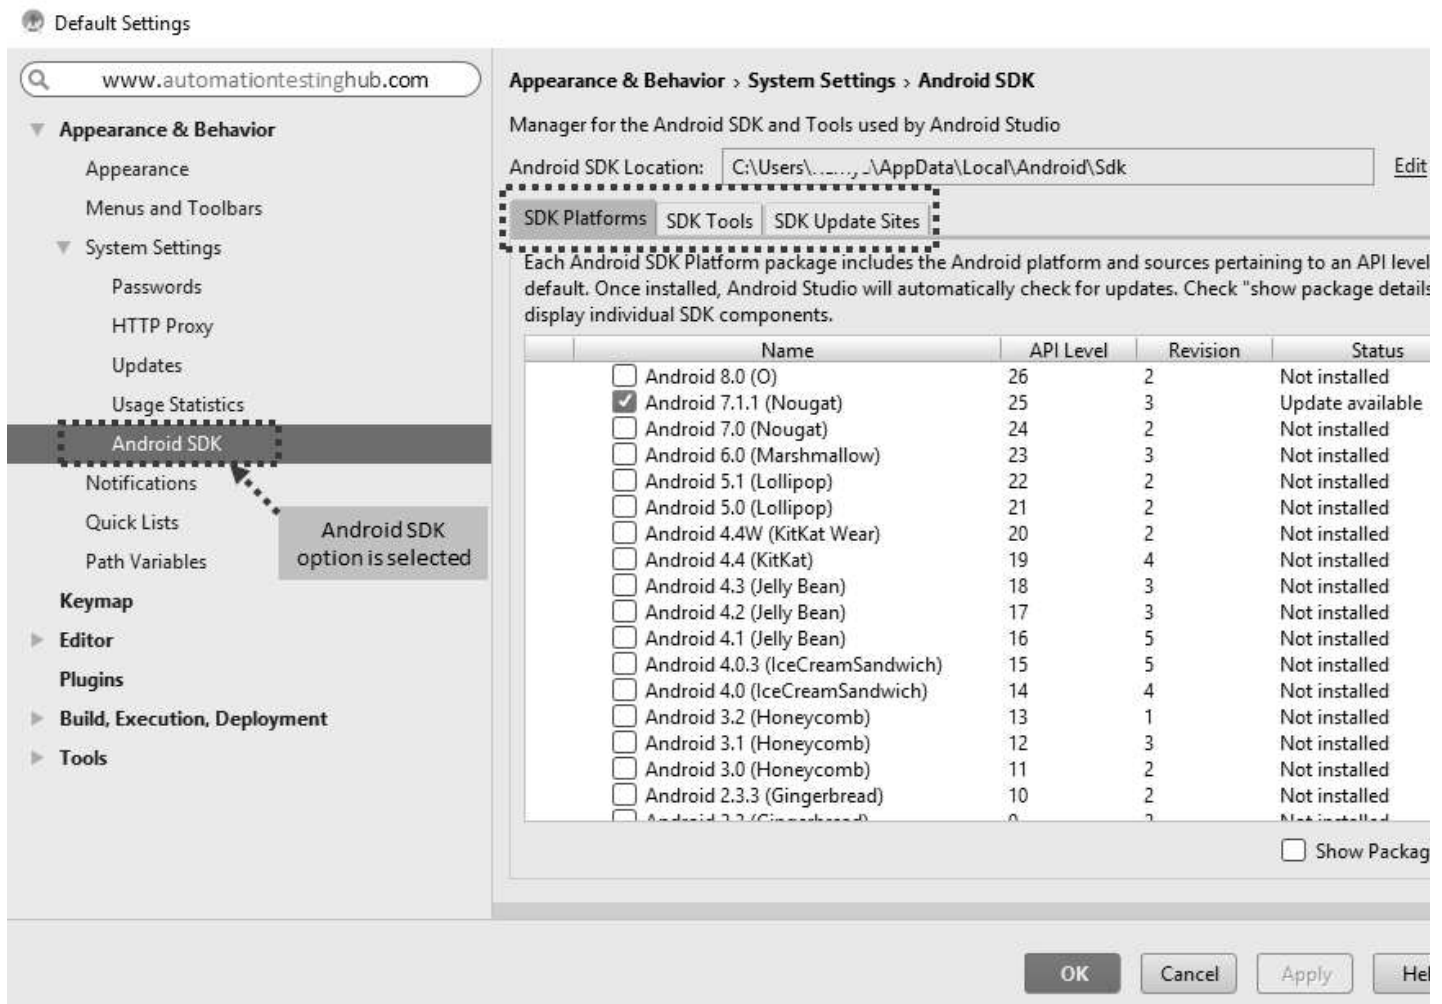 Default Settings
www.automationtestinghub.com
Appearance & Behavior
Appearance
Menus and Toolbars
System Settings
Passwords
HTTP Proxy
Updates
Usage Statistics
Android SDK
Notifications
Quick Lists
Path Variables
Keymap
Editor
Plugins
Build, Execution, Deployment
Tools
Android SDK
option is selected
Appearance & Behavior › System Settings › Android SDK
Manager for the Android SDK and Tools used by Android Studio
Android SDK Location: C:\Users\ \AppData\Local\Android\Sdk Edit
SDK Platforms SDK Tools SDK Update Sites
Each Android SDK Platform package includes the Android platform and sources pertaining to an API level
default. Once installed, Android Studio will automatically check for updates. Check "show package details
display individual SDK components.
Name API Level Revision Status
Android 8.0 (O) 26 2 Not installed
Android 7.1.1 (Nougat) 25 3 Update available
Android 7.0 (Nougat) 24 2 Not installed
Android 6.0 (Marshmallow) 23 3 Not installed
Android 5.1 (Lollipop) 22 2 Not installed
Android 5.0 (Lollipop) 21 2 Not installed
Android 4.4W (KitKat Wear) 20 2 Not installed
Android 4.4 (KitKat) 19 4 Not installed
Android 4.3 (Jelly Bean) 18 3 Not installed
Android 4.2 (Jelly Bean) 17 3 Not installed
Android 4.1 (Jelly Bean) 16 5 Not installed
Android 4.0.3 (IceCreamSandwich) 15 5 Not installed
Android 4.0 (IceCreamSandwich) 14 4 Not installed
Android 3.2 (Honeycomb) 13 1 Not installed
Android 3.1 (Honeycomb) 12 3 Not installed
Android 3.0 (Honeycomb) 11 2 Not installed
Android 2.3.3 (Gingerbread) 10 2 Not installed
Show Packag
OK Cancel Apply Hel